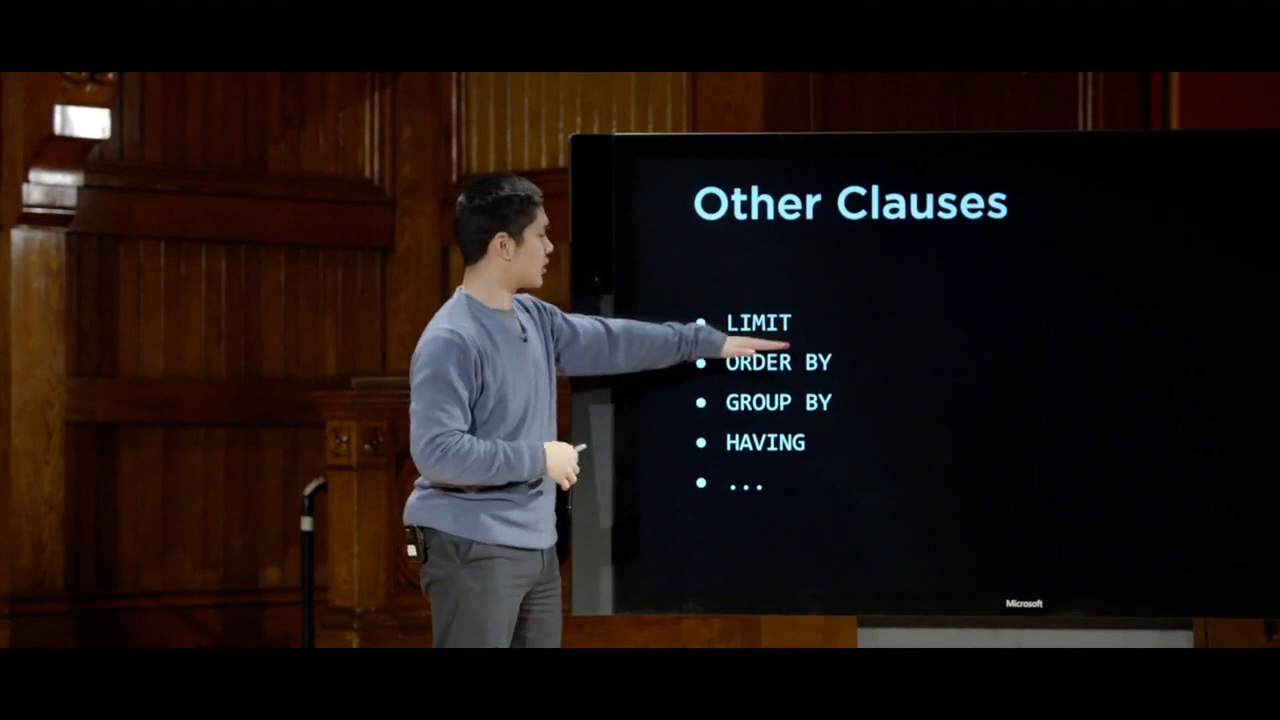 Other Clauses
• LIMIT
• ORDER BY
• GROUP BY
• HAVING
• ...
Microsoft